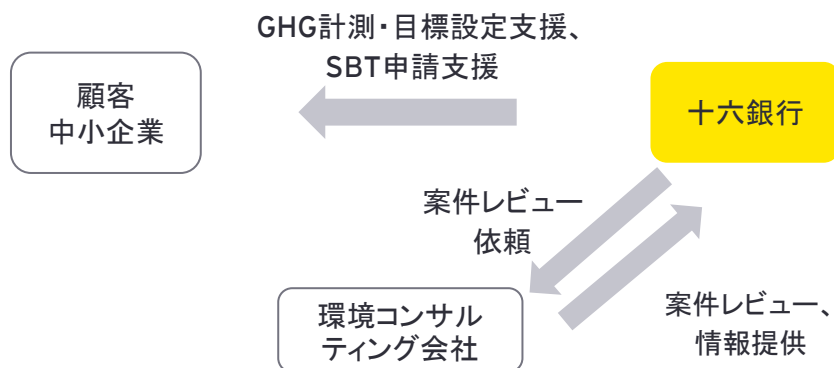 GHG計測・目標設定支援、
SBT申請支援
顧客
中小企業
十六銀行
案件レビュー
依頼
環境コンサル
ティング会社
案件レビュー、
情報提供